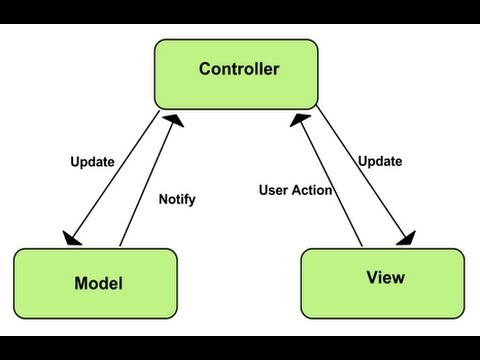 Controller
Update
Update
Notify
User Action
Model
View